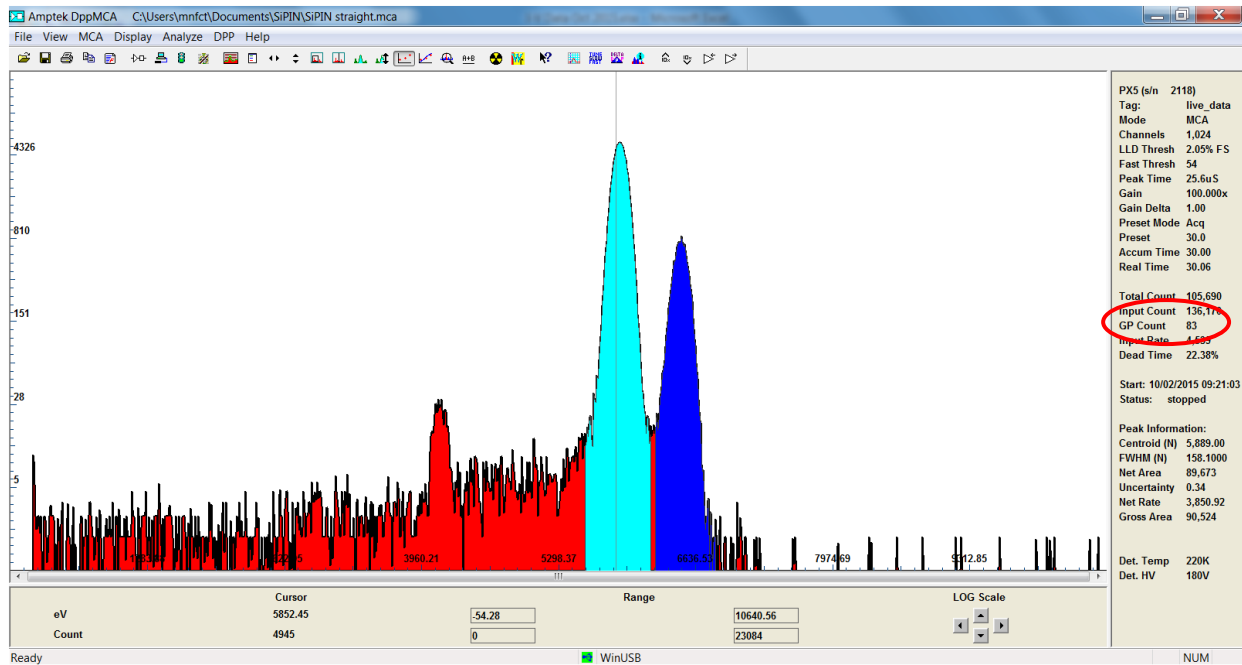 Amptek DppMCA C:\Users\mnfct\Documents\SiPIN\SiPIN straight.mca
File View MCA Display Analyze DPP Help
4326
810
151
28
5
3960.21
5298.37
6636.53
7974.69
PX5 (s/n 2118)
Tag: live_data
Mode MCA
Channels 1,024
LLD Thresh 2.05% FS
Fast Thresh 54
Peak Time 25.6uS
Gain 100.000x
Gain Delta 1.00
Preset Mode Acq
Preset 30.0
Accum Time 30.00
Real Time 30.06
Total Count 105,690
Input Count 136,170
GP Count 83
Input Rate
Dead Time 22.38%
Start: 10/02/2015 09:21:03
Status: stopped
Peak Information:
Centroid (N) 5,889.00
FWHM (N) 158.1000
Net Area 89,673
Uncertainty 0.34
Net Rate 3,850.92
Gross Area 90,524
Det. Temp 220K
Det. HV 180V
Cursor Range LOG Scale
eV 5852.45 -54.28 10640.56
Count 4945 0 23084
Ready WinUSB NUM